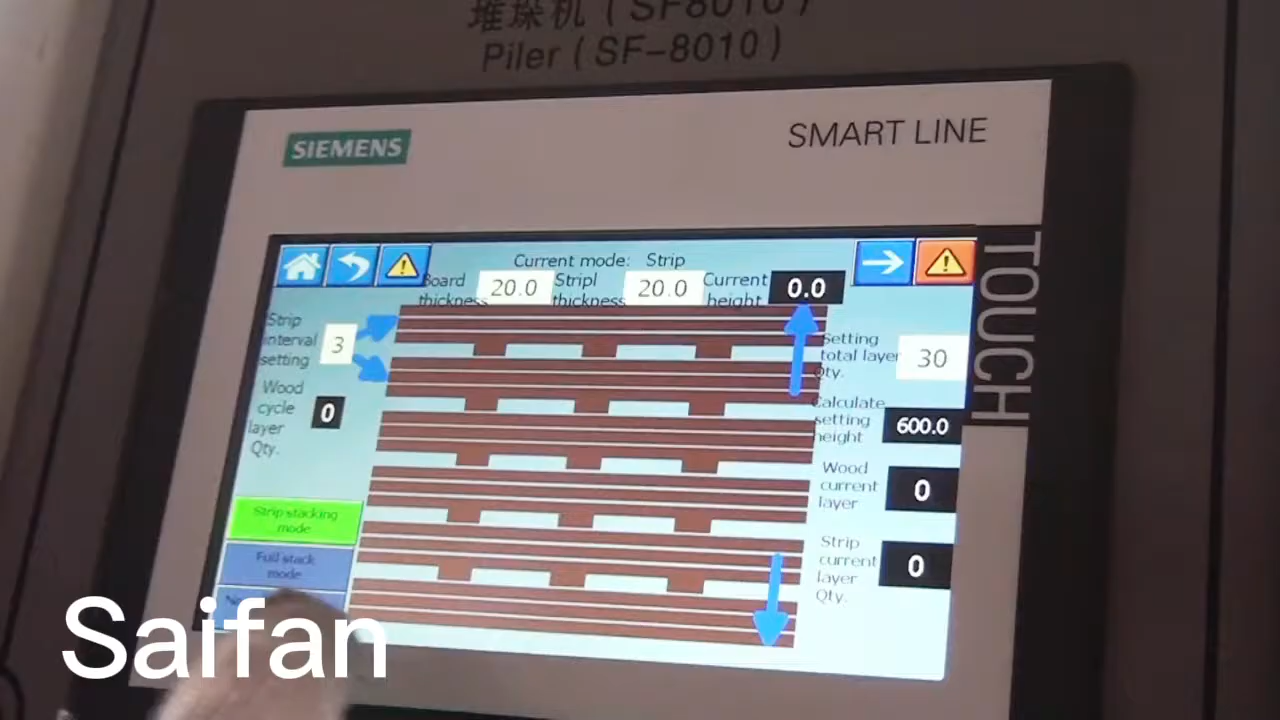 堆垛机(SF8010)
Piler(SF-8010)
SIEMENS
SMART LINE
TOUCH
Current mode: Strip
Board thickness
20.0
Stripl thickness
20.0
Current height
0.0
Strip interval setting
3
Wood cycle layer Qty.
0
Setting total layer Qty.
30
Calculate setting height
600.0
Wood current layer
0
Strip current layer Qty.
0
Strip stacking mode
Full stack mode
Saifan